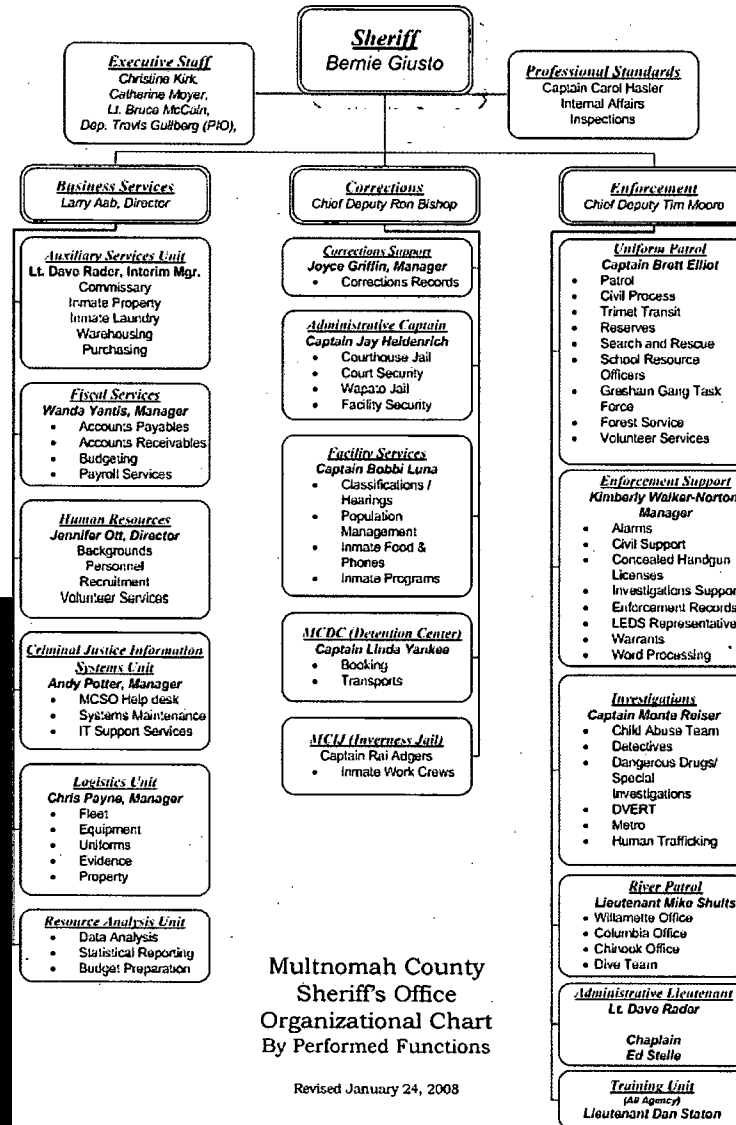 Sheriff
Bernie Giusto
Executive Staff
Christine Kirk,
Catherine Moyer,
Lt. Bruce McCain,
Dep. Travis Gullberg (PIO),
Professional Standards
Captain Carol Hasler
Internal Affairs
Inspections
Business Services
Larry Aab, Director
Auxiliary Services Unit
Lt. Dave Rader, Interim Mgr.
Commissary
Inmate Property
Inmate Laundry
Warehousing
Purchasing
Fiscal Services
Wanda Yantis, Manager
• Accounts Payables
• Accounts Receivables
• Budgeting
• Payroll Services
Human Resources
Jennifer Ott, Director
Backgrounds
Personnel
Recruitment
Volunteer Services
Criminal Justice Information
Systems Unit
Andy Potter, Manager
• MCSO Help desk
• Systems Maintenance
• IT Support Services
Logistics Unit
Chris Payne, Manager
• Fleet
• Equipment
• Uniforms
• Evidence
• Property
Resource Analysis Unit
• Data Analysis
• Statistical Reporting
• Budget Preparation
Corrections
Chief Deputy Ron Bishop
Corrections Support
Joyce Griffin, Manager
• Corrections Records
Administrative Captain
Captain Jay Heidenrich
• Courthouse Jail
• Court Security
• Wapato Jail
• Facility Security
Facility Services
Captain Bobbi Luna
• Classifications /
Hearings
• Population
Management
• Inmate Food &
Phones
• Inmate Programs
MCDC (Detention Center)
Captain Linda Yankee
• Booking
• Transports
MCIJ (Inverness Jail)
Captain Rai Adgers
• Inmate Work Crews
Enforcement
Chief Deputy Tim Moore
Uniform Patrol
Captain Brett Elliot
• Patrol
• Civil Process
• Trimet Transit
• Reserves
• Search and Rescue
• School Resource
Officers
• Gresham Gang Task
Force
• Forest Service
• Volunteer Services
Enforcement Support
Kimberly Walker-Norton
Manager
• Alarms
• Civil Support
• Concealed Handgun
Licenses
• Investigations Suppor
• Enforcement Records
• LEDS Representative
• Warrants
• Word Processing
Investigations
Captain Monte Reiser
• Child Abuse Team
• Detectives
• Dangerous Drugs/
Special
Investigations
• DVERT
• Metro
• Human Trafficking
River Patrol
Lieutenant Mike Shults
• Willamette Office
• Columbia Office
• Chinook Office
• Dive Team
Administrative Lieutenant
Lt. Dave Rader
Chaplain
Ed Stelle
Training Unit
(All Agency)
Lieutenant Dan Staton
Multnomah County
Sheriff's Office
Organizational Chart
By Performed Functions
Revised January 24, 2008